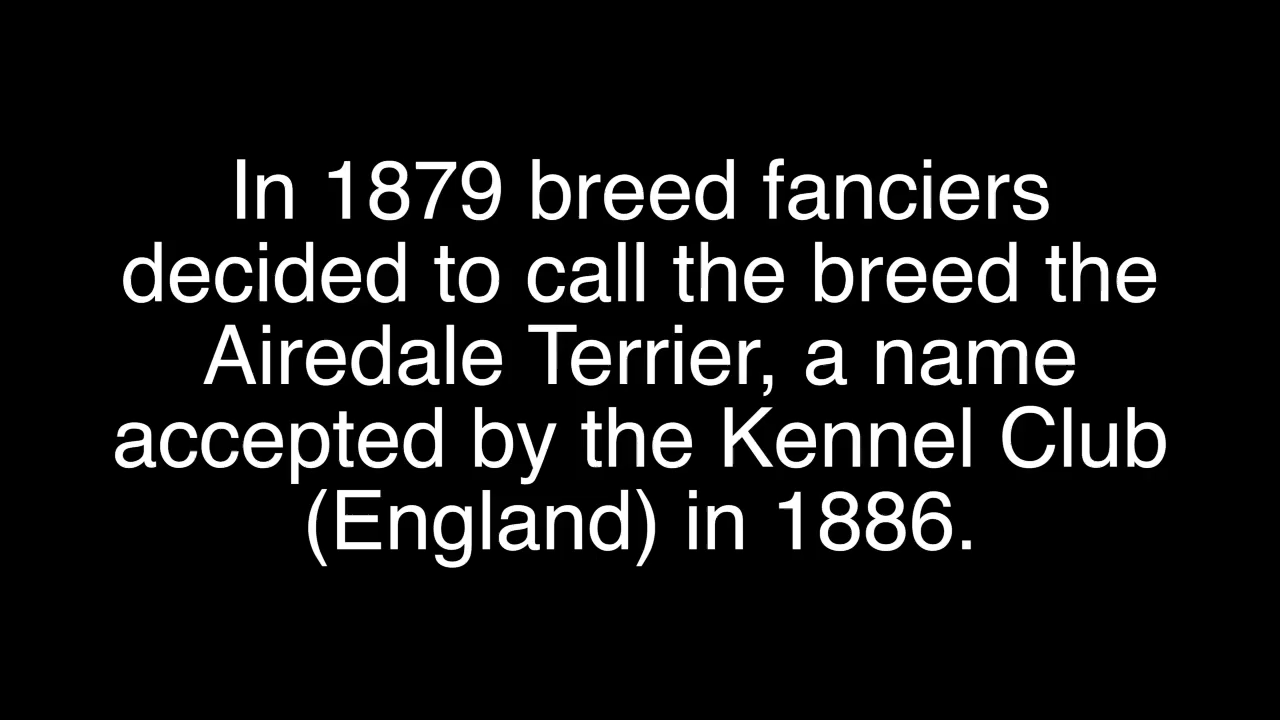 In 1879 breed fanciers
decided to call the breed the
Airedale Terrier, a name
accepted by the Kennel Club
(England) in 1886.